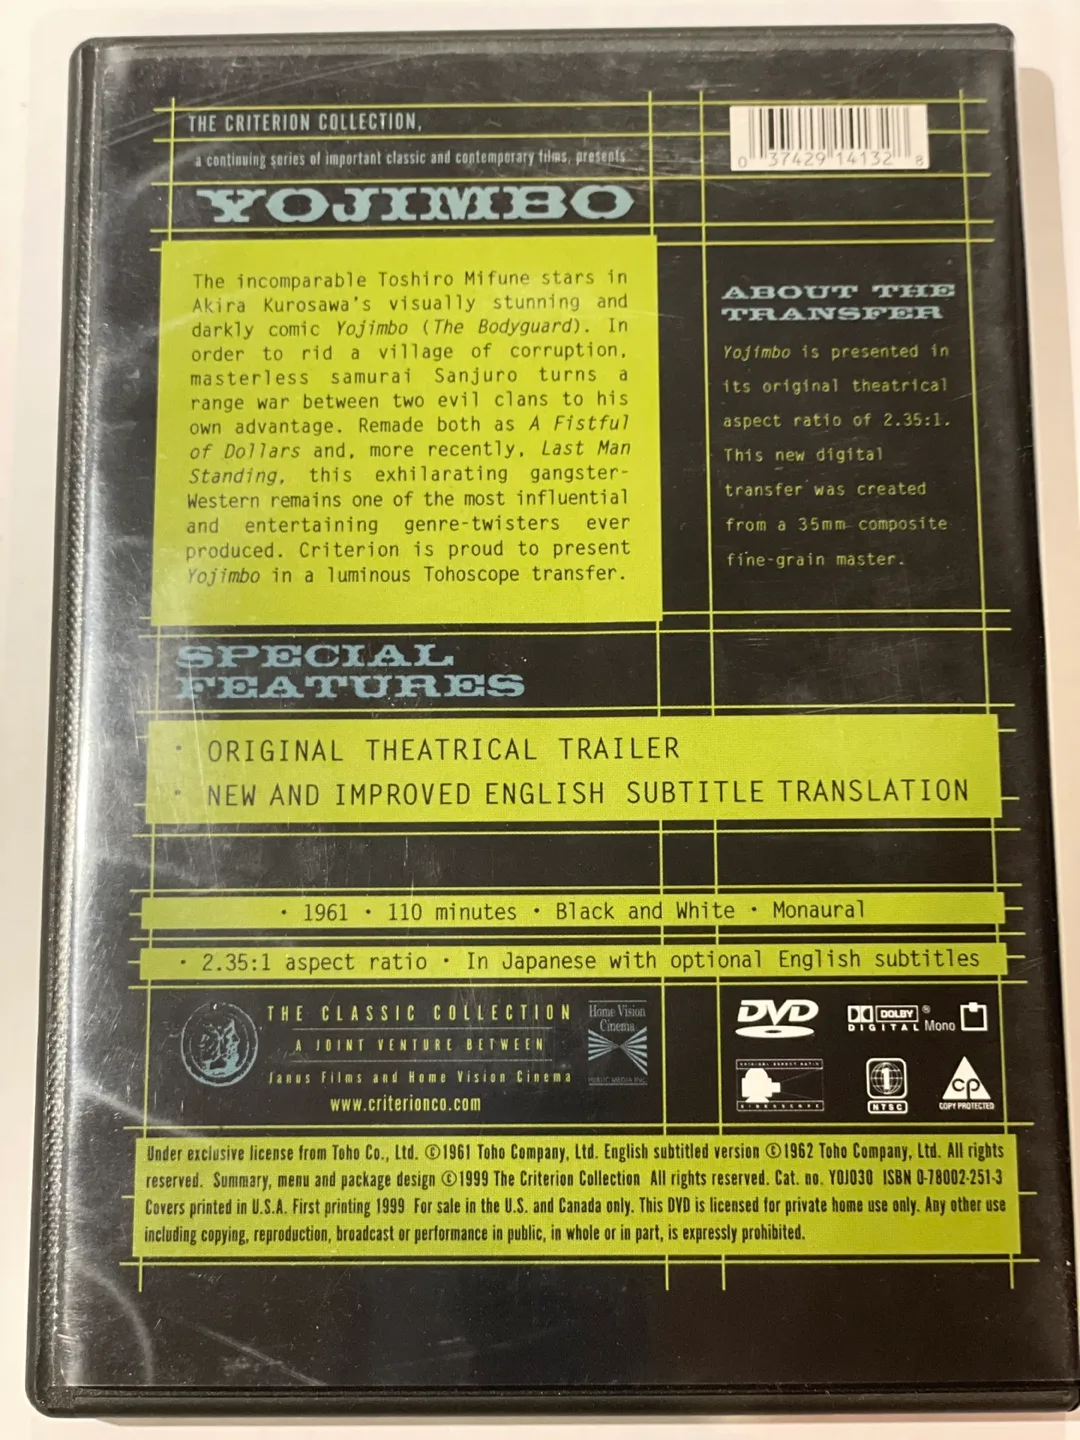 THE CRITERION COLLECTION,
a continuing series of important classic and contemporary films, presents
YOJIMBO
0 37429 14132 8
The incomparable Toshiro Mifune stars in
Akira Kurosawa's visually stunning and
darkly comic Yojimbo (The Bodyguard). In
order to rid a village of corruption,
masterless samurai Sanjuro turns a
range war between two evil clans to his
own advantage. Remade both as A Fistful
of Dollars and, more recently, Last Man
Standing, this exhilarating gangster-
Western remains one of the most influential
and entertaining genre-twisters ever
produced. Criterion is proud to present
Yojimbo in a luminous Tohoscope transfer.
ABOUT THE
TRANSFER
Yojimbo is presented in
its original theatrical
aspect ratio of 2.35:1.
This new digital
transfer was created
from a 35mm composite
fine-grain master.
SPECIAL
FEATURES
· ORIGINAL THEATRICAL TRAILER
· NEW AND IMPROVED ENGLISH SUBTITLE TRANSLATION
· 1961 · 110 minutes · Black and White · Monaural
· 2.35:1 aspect ratio · In Japanese with optional English subtitles
THE CLASSIC COLLECTION
A JOINT VENTURE BETWEEN
Janus Films and Home Vision Cinema
www.criterionco.com
Home Vision
Cinema
PUBLIC MEDIA INC.
DVD
DOLBY ®
DIGITAL Mono
ORIGINAL ASPECT RATIO
VIDEOSCOPE
1
NTSC
CP
COPY PROTECTED
Under exclusive license from Toho Co., Ltd. ©1961 Toho Company, Ltd. English subtitled version ©1962 Toho Company, Ltd. All rights
reserved. Summary, menu and package design ©1999 The Criterion Collection All rights reserved. Cat. no. YOJ030 ISBN 0-78002-251-3
Covers printed in U.S.A. First printing 1999 For sale in the U.S. and Canada only. This DVD is licensed for private home use only. Any other use
including copying, reproduction, broadcast or performance in public, in whole or in part, is expressly prohibited.